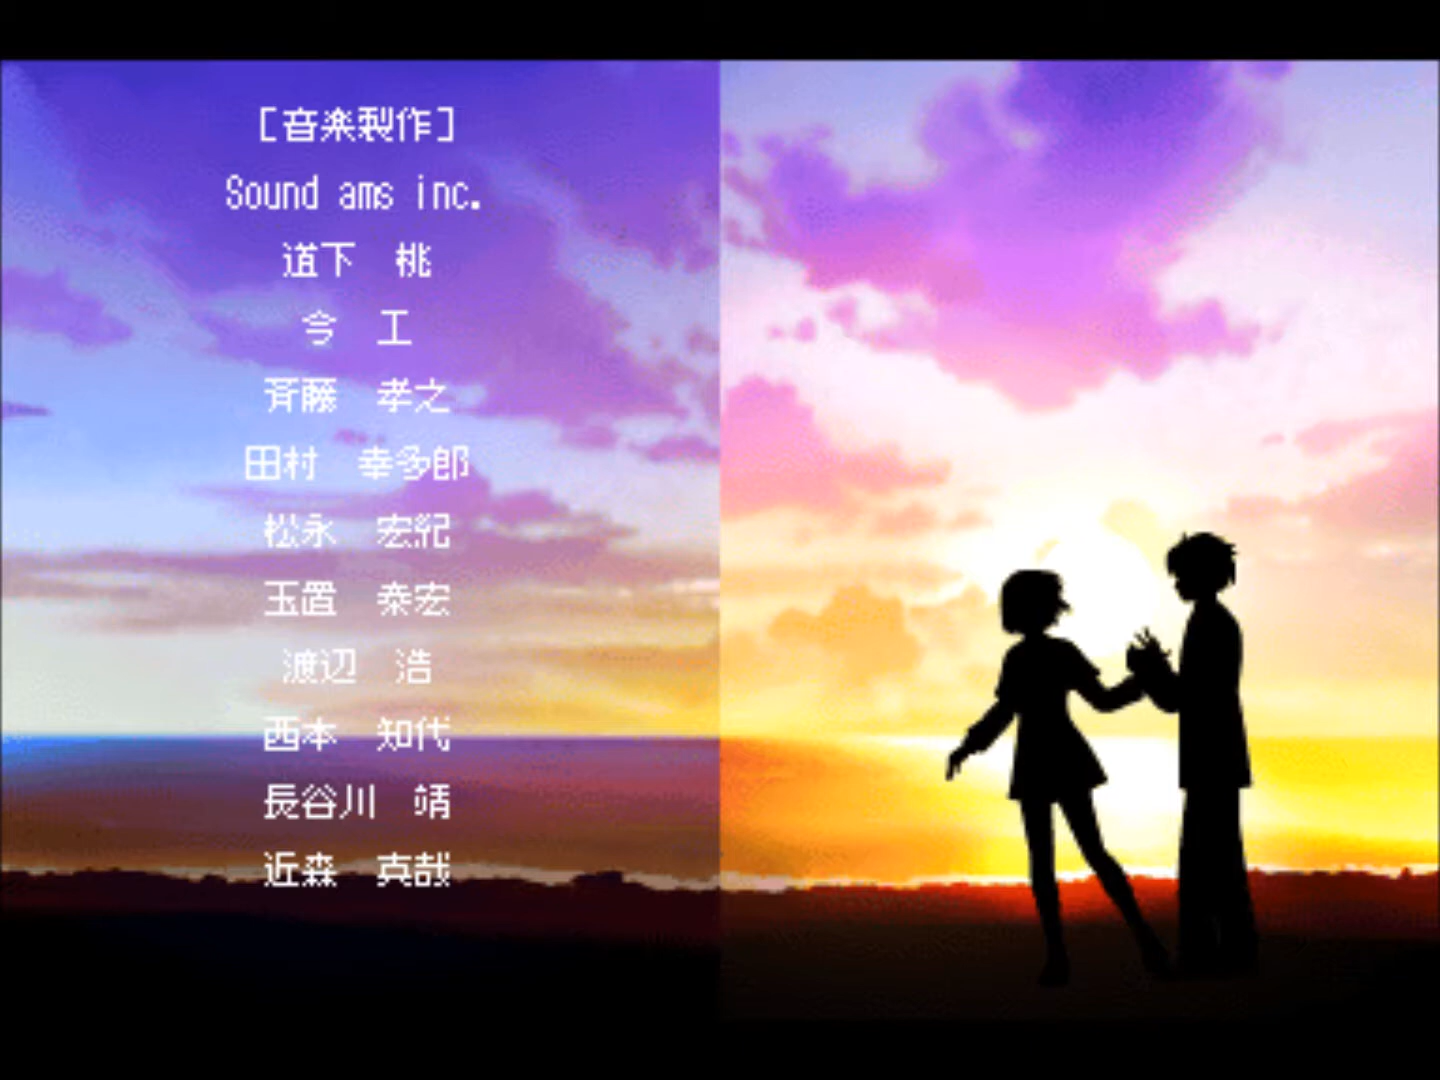 [音楽製作]
Sound ams inc.
道下 桃
今 工
斉藤 孝之
田村 幸多郎
松永 宏紀
玉置 泰宏
渡辺 浩
西本 知代
長谷川 靖
近森 真哉